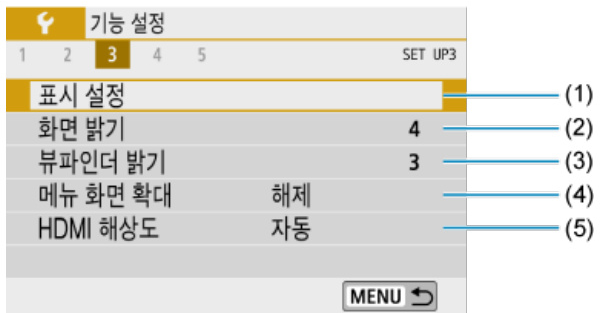 기능 설정
1 2 3 4 5 SET UP3
표시 설정 (1)
화면 밝기 4 (2)
뷰파인더 밝기 3 (3)
메뉴 화면 확대 해제 (4)
HDMI 해상도 자동 (5)
MENU